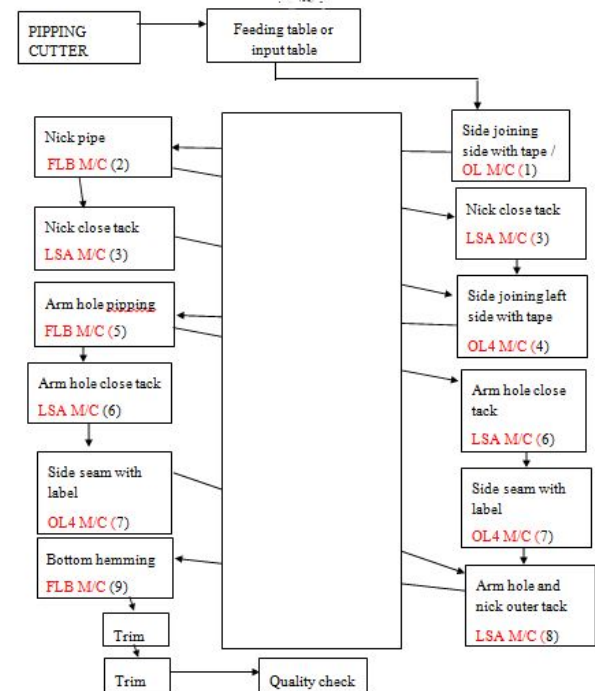 PIPPING
CUTTER
Feeding table or
input table
Nick pipe
FLB M/C (2)
Side joining
side with tape /
OL M/C (1)
Nick close tack
LSA M/C (3)
Nick close tack
LSA M/C (3)
Arm hole pipping
FLB M/C (5)
Side joining left
side with tape
OL4 M/C (4)
Arm hole close tack
LSA M/C (6)
Arm hole close
tack
LSA M/C (6)
Side seam with
label
OL4 M/C (7)
Side seam with
label
OL4 M/C (7)
Bottom hemming
FLB M/C (9)
Arm hole and
nick outer tack
LSA M/C (8)
Trim
Trim
Quality check